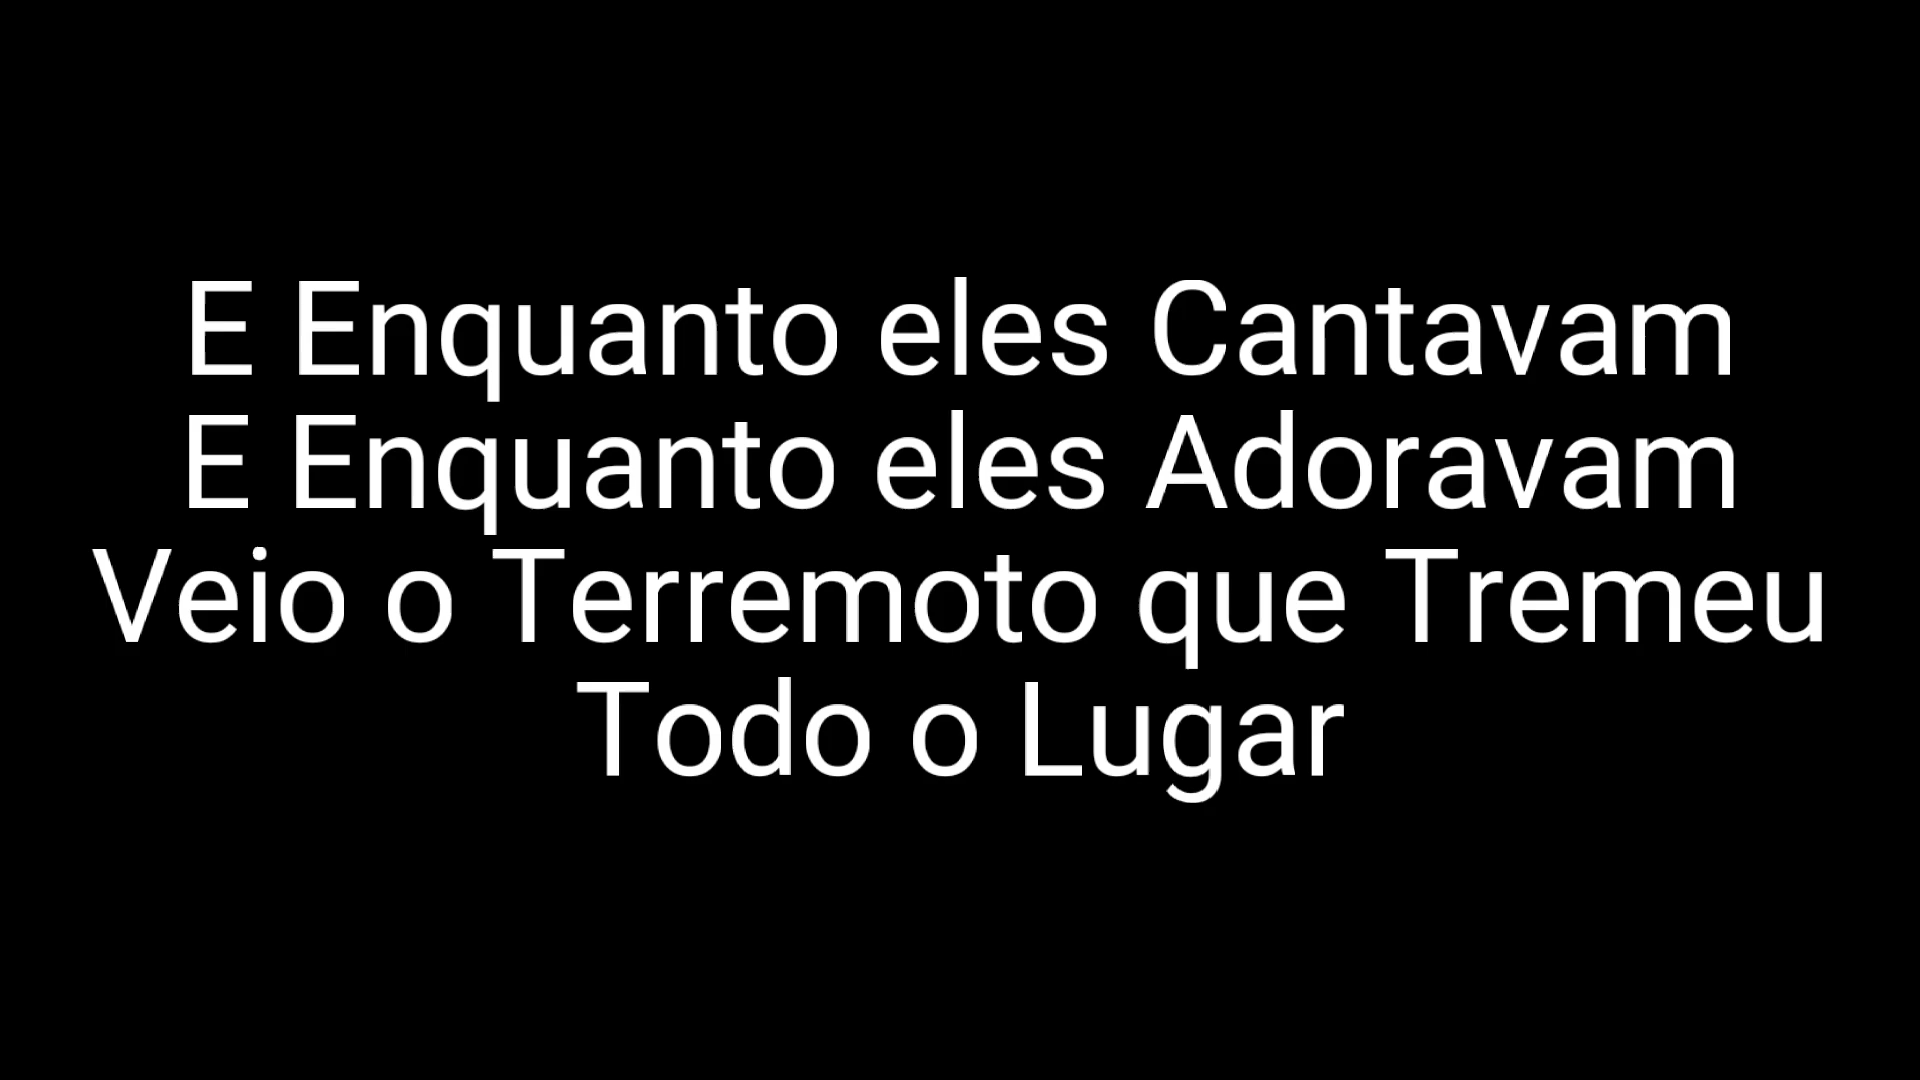 E Enquanto eles Cantavam
E Enquanto eles Adoravam
Veio o Terremoto que Tremeu
Todo o Lugar